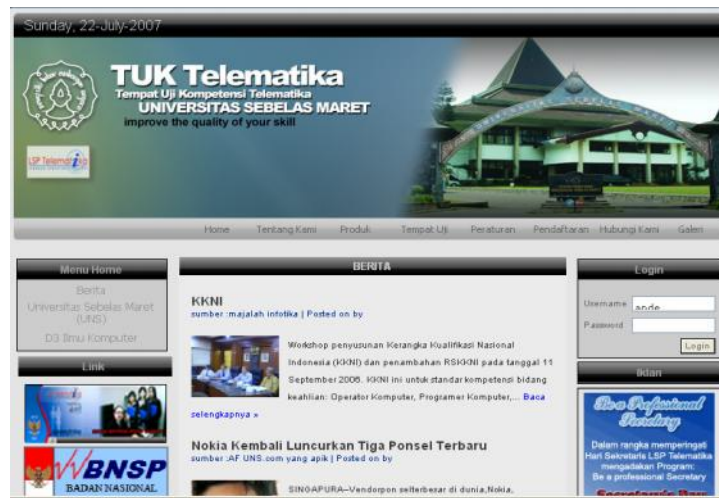 Sunday, 22-July-2007
TUK Telematika
Tempat Uji Kompetensi Telematika
UNIVERSITAS SEBELAS MARET
improve the quality of your skill
LSP Telematika
UNIVERSITAS SEBELAS MARET
Home Tentang Kami Produk Tempat Uji Peraturan Pendaftaran Hubungi Kami Galeri
Menu Home
Berita
Universitas Sebelas Maret
(UNS)
D3 Ilmu Komputer
Link
BNSP
BADAN NASIONAL
BERITA
KKNI
sumber :majalah infotika | Posted on by
Workshop penyusunan Kerangka Kualifikasi Nasional
Indonesia (KKNI) dan penambahan RSKKNI pada tanggal 11
September 2006. KKNI ini untuk standar kompetensi bidang
keahlian: Operator Komputer, Programer Komputer,... Baca
selengkapnya »
Nokia Kembali Luncurkan Tiga Ponsel Terbaru
sumber :AF UNS.com yang apik | Posted on by
SINGAPURA–Vendorpon selterbesar di dunia,Nokia,
Login
Username ande
Password
Login
Iklan
Be a Professional
Secretary
Dalam rangka memperingati
Hari Sekretaris LSP Telematika
mengadakan Program:
Be a professional Secretary